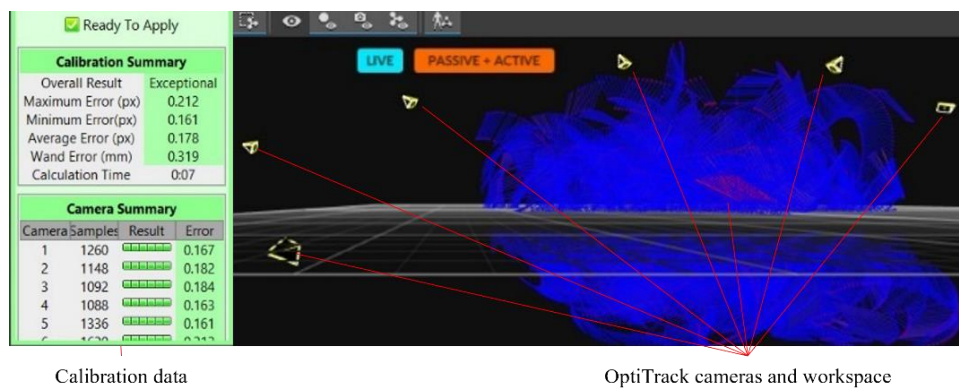 Ready To Apply
LIVE
PASSIVE + ACTIVE
Calibration Summary
Overall Result Exceptional
Maximum Error (px) 0.212
Minimum Error(px) 0.161
Average Error (px) 0.178
Wand Error (mm) 0.319
Calculation Time 0:07
Camera Summary
Camera Samples Result Error
1 1260 0.167
2 1148 0.182
3 1092 0.184
4 1088 0.163
5 1336 0.161
Calibration data
OptiTrack cameras and workspace